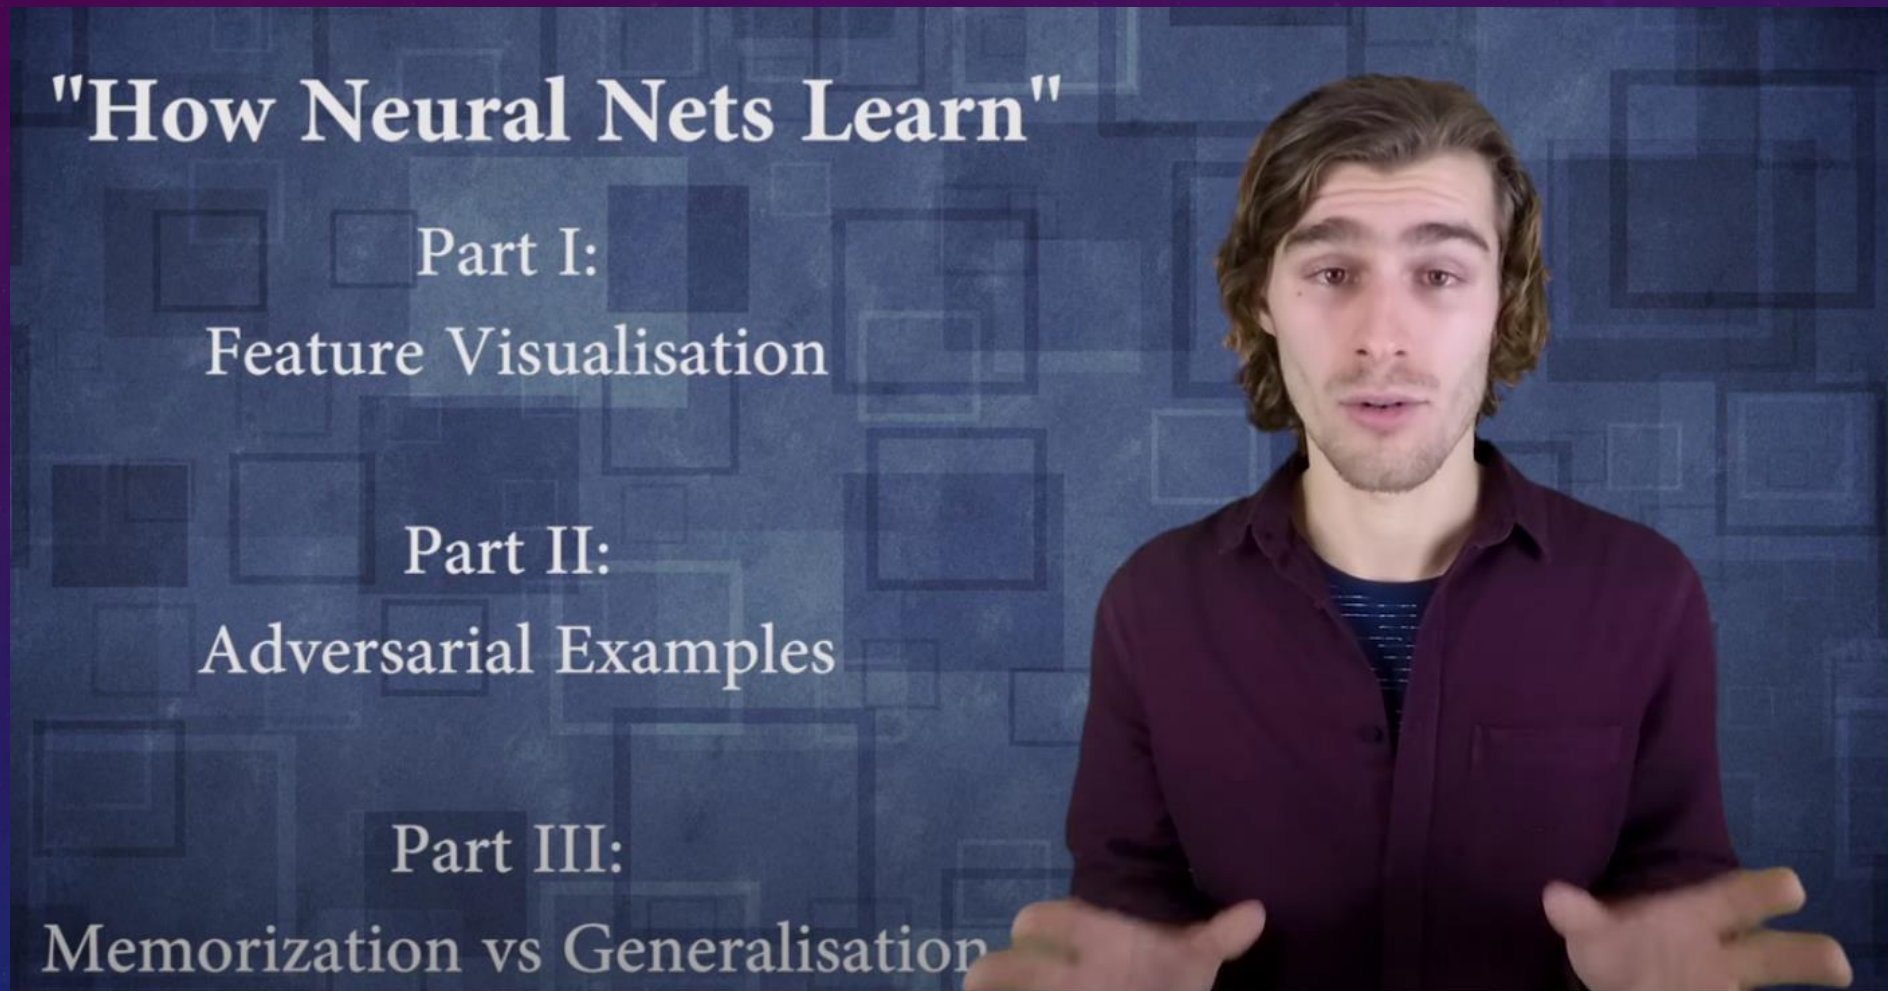 "How Neural Nets Learn"
Part I:
Feature Visualisation
Part II:
Adversarial Examples
Part III:
Memorization vs Generalisation